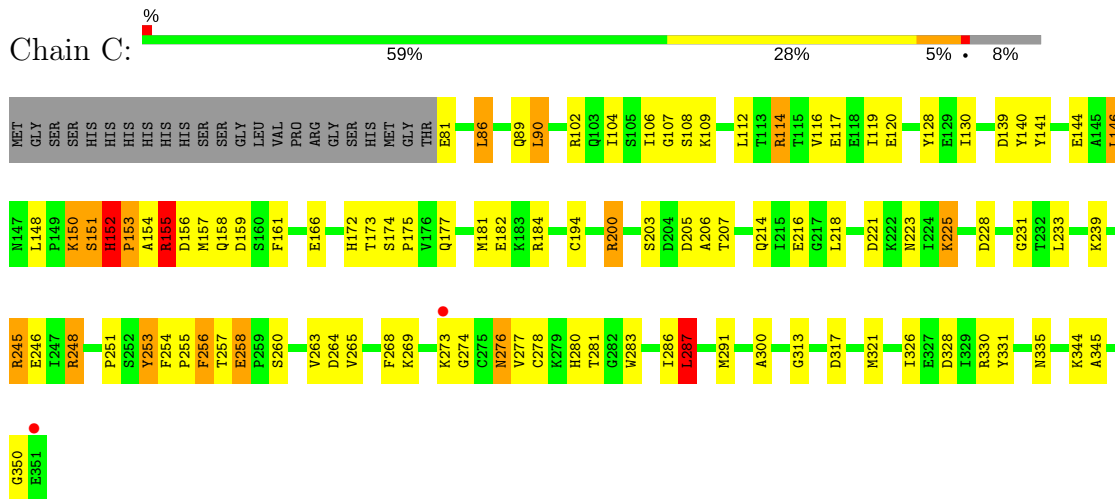 %
Chain C:
59% 28% 5% • 8%
MET GLY SER SER HIS HIS HIS HIS HIS HIS SER SER GLY LEU VAL PRO ARG GLY SER HIS MET GLY THR E81 L86 Q89 L90 R102 Q103 I104 S105 I106 G107 S108 K109 L112 T113 R114 T115 V116 E117 E118 I119 E120 Y128 E129 I130 D139 Y140 Y141 E144 A145 L146
N147 L148 P149 K150 S151 H152 P153 A154 R155 D156 M157 Q158 D159 S160 F161 E166 H172 T173 S174 P175 V176 Q177 M181 E182 K183 R184 C194 R200 S203 D204 D205 A206 T207 Q214 I215 E216 G217 L218 D221 K222 N223 I224 K225 D228 G231 T232 L233 K239
R245 E246 I247 R248 P251 S252 Y253 F254 P255 F256 T257 E258 P259 S260 V263 D264 V265 F268 K269 K273 G274 C275 N276 V277 C278 K279 H280 T281 G282 W283 I286 L287 M291 A300 G313 D317 M321 I326 E327 D328 I329 R330 Y331 N335 K344 A345
G350 E351